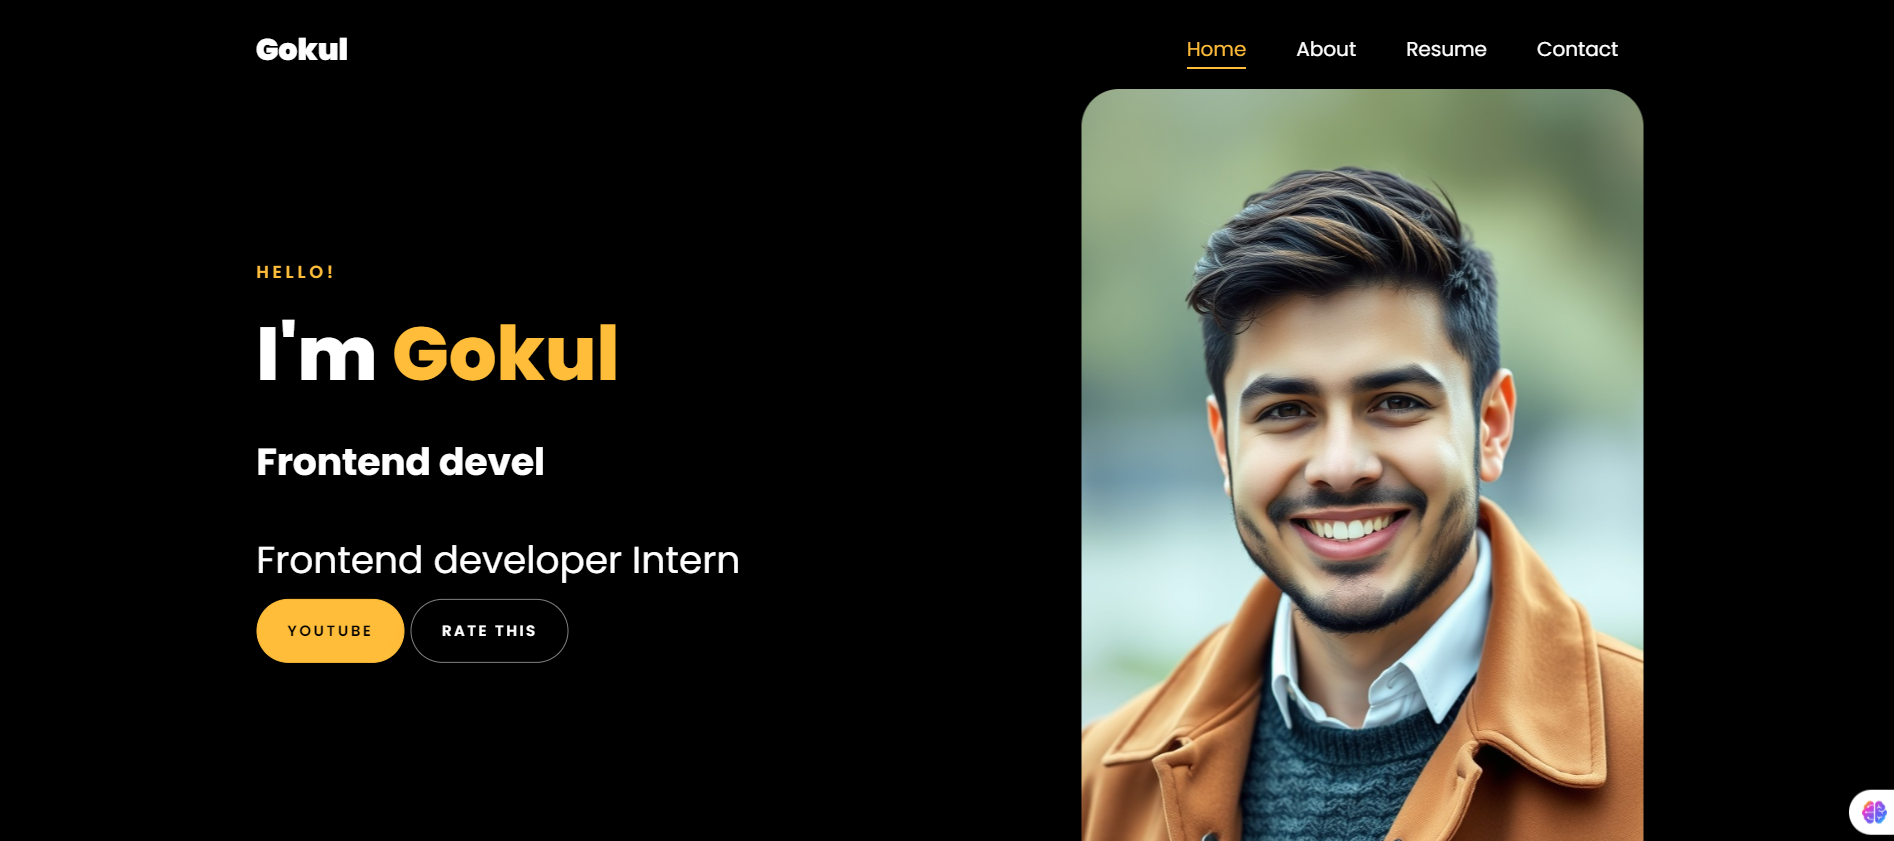 Gokul
Home About Resume Contact
HELLO!
I'm Gokul
Frontend devel
Frontend developer Intern
YOUTUBE RATE THIS